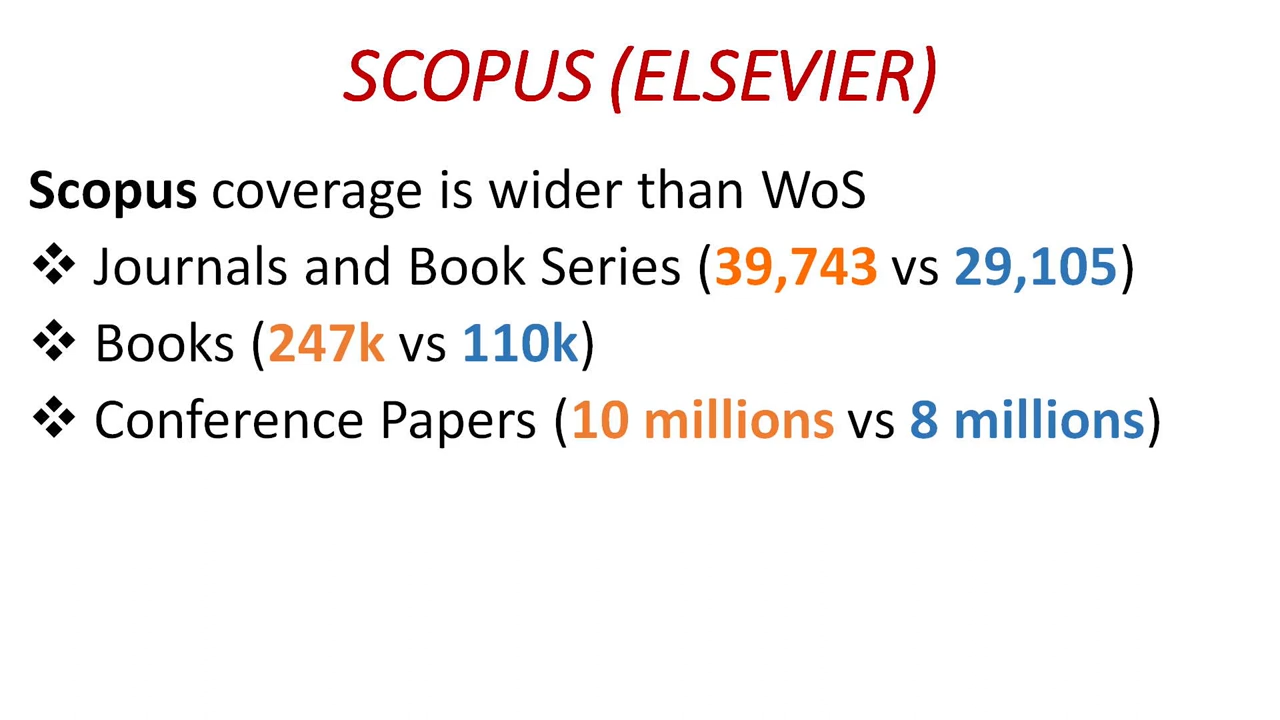 SCOPUS (ELSEVIER)
Scopus coverage is wider than WoS
❖ Journals and Book Series (39,743 vs 29,105)
❖ Books (247k vs 110k)
❖ Conference Papers (10 millions vs 8 millions)